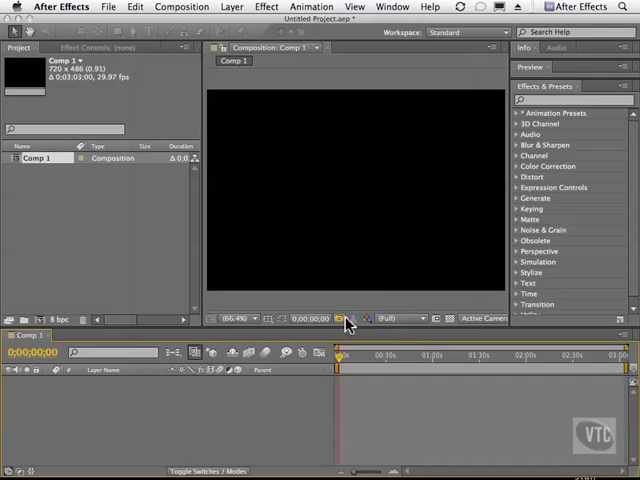 After Effects File Edit Composition Layer Effect Animation View Window Help After Effects
Untitled Project.aep *
Workspace: Standard Search Help
Project Effect Controls: (none) Composition: Comp 1 Info Audio
Comp 1
Comp 1
720 x 486 (0.91)
Δ 0;03;03;00, 29.97 fps
Preview
Effects & Presets
* Animation Presets
3D Channel
Audio
Blur & Sharpen
Channel
Color Correction
Distort
Expression Controls
Generate
Keying
Matte
Noise & Grain
Obsolete
Perspective
Simulation
Stylize
Text
Time
Transition
Name Type Size Duration
Comp 1 Composition Δ 0;0
8 bpc
(66.4%) 0;00;00;00 (Full) Active Camera
Comp 1
0;00;00;00
00:30s 01:00s 01:30s 02:00s 02:30s 03:00s
# Layer Name Parent
VTC
Toggle Switches / Modes